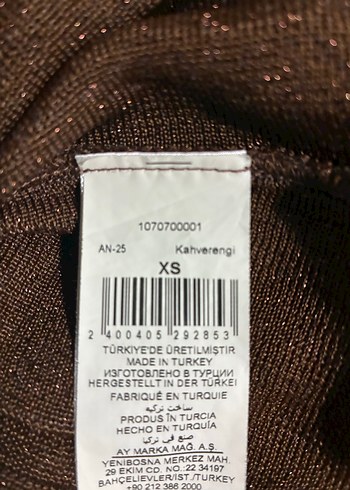 1070700001
AN-25 Kahverengi
XS
2 400405 292853
TÜRKİYE'DE ÜRETİLMİŞTİR
MADE IN TURKEY
ИЗГОТОВЛЕНО В ТУРЦИИ
HERGESTELLT IN DER TÜRKEI
FABRIQUÉ EN TURQUIE
ساخت ترکیه
PRODUS ÎN TURCIA
HECHO EN TURQUÍA
صنع في تركيا
AY MARKA MAĞ. A.Ş.
YENİBOSNA MERKEZ MAH.
29 EKİM CD. NO.:22 34197
BAHÇELİEVLER/İST./TURKEY
+90 212 386 2000